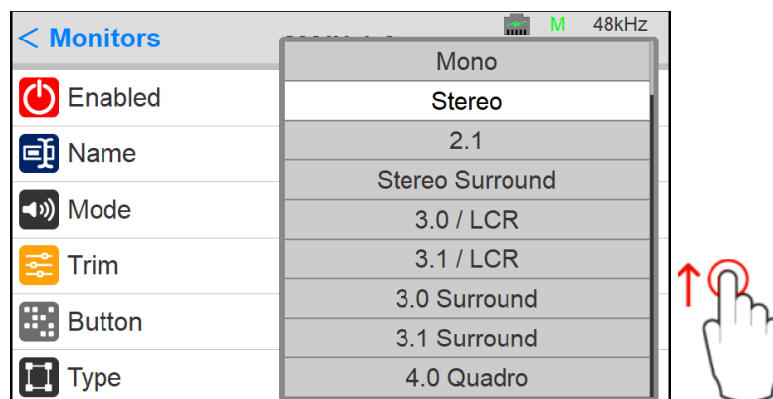 < Monitors
M 48kHz
Enabled
Name
Mode
Trim
Button
Type
Mono
Stereo
2.1
Stereo Surround
3.0 / LCR
3.1 / LCR
3.0 Surround
3.1 Surround
4.0 Quadro